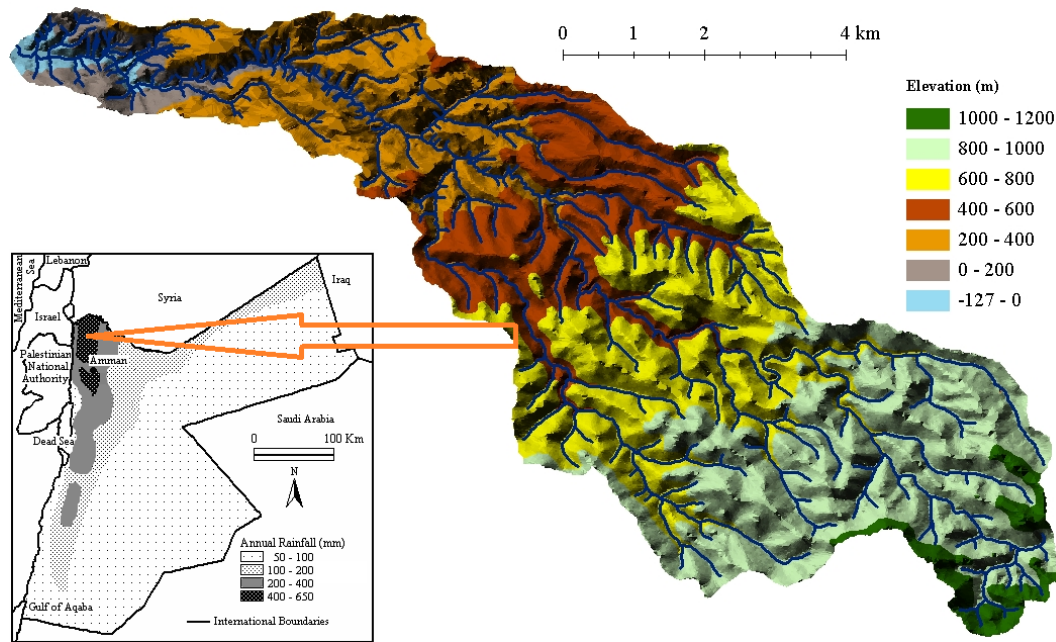 0 1 2 4 km
Elevation (m)
1000 - 1200
800 - 1000
600 - 800
400 - 600
200 - 400
0 - 200
-127 - 0
Mediterranean
Sea
Lebanon
Syria
Iraq
Israel
Palestinian
National
Authority
Amman
Dead Sea
Saudi Arabia
0 100 Km
N
Annual Rainfall (mm)
50 - 100
100 - 200
200 - 400
400 - 650
Gulf of Aqaba
International Boundaries